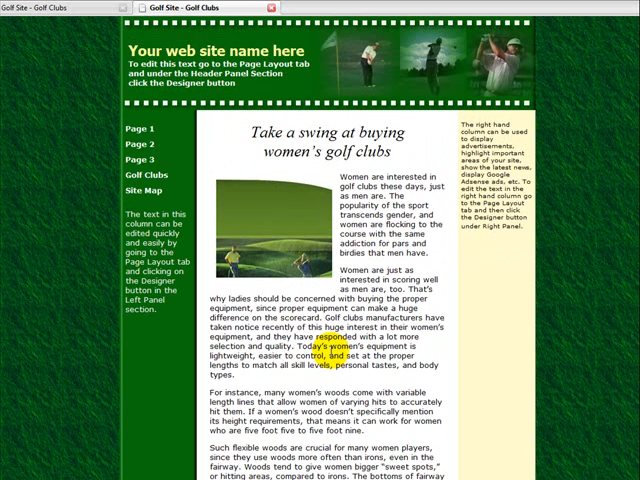 Golf Site - Golf Clubs
Golf Site - Golf Clubs
Your web site name here
To edit this text go to the Page Layout tab
and under the Header Panel Section
click the Designer button
Page 1
Page 2
Page 3
Golf Clubs
Site Map
The text in this
column can be
edited quickly
and easily by
going to the
Page Layout tab
and clicking on
the Designer
button in the
Left Panel
section.
Take a swing at buying
women's golf clubs
Women are interested in
golf clubs these days, just
as men are. The
popularity of the sport
transcends gender, and
women are flocking to the
course with the same
addiction for pars and
birdies that men have.
Women are just as
interested in scoring well
as men are, too. That's
why ladies should be concerned with buying the proper
equipment, since proper equipment can make a huge
difference on the scorecard. Golf clubs manufacturers have
taken notice recently of this huge interest in their women's
equipment, and they have responded with a lot more
selection and quality. Today's women's equipment is
lightweight, easier to control, and set at the proper
lengths to match all skill levels, personal tastes, and body
types.
For instance, many women's woods come with variable
length lines that allow women of varying hits to accurately
hit them. If a women's wood doesn't specifically mention
its height requirements, that means it can work for women
who are five foot five to five foot nine.
Such flexible woods are crucial for many women players,
since they use woods more often than irons, even in the
fairway. Woods tend to give women bigger "sweet spots,"
or hitting areas, compared to irons. The bottoms of fairway
The right hand
column can be used
to display
advertisements,
highlight important
areas of your site,
show the latest news,
display Google
Adsense ads, etc. To
edit the text in the
right hand column go
to the Page Layout
tab and then click
the Designer button
under Right Panel.